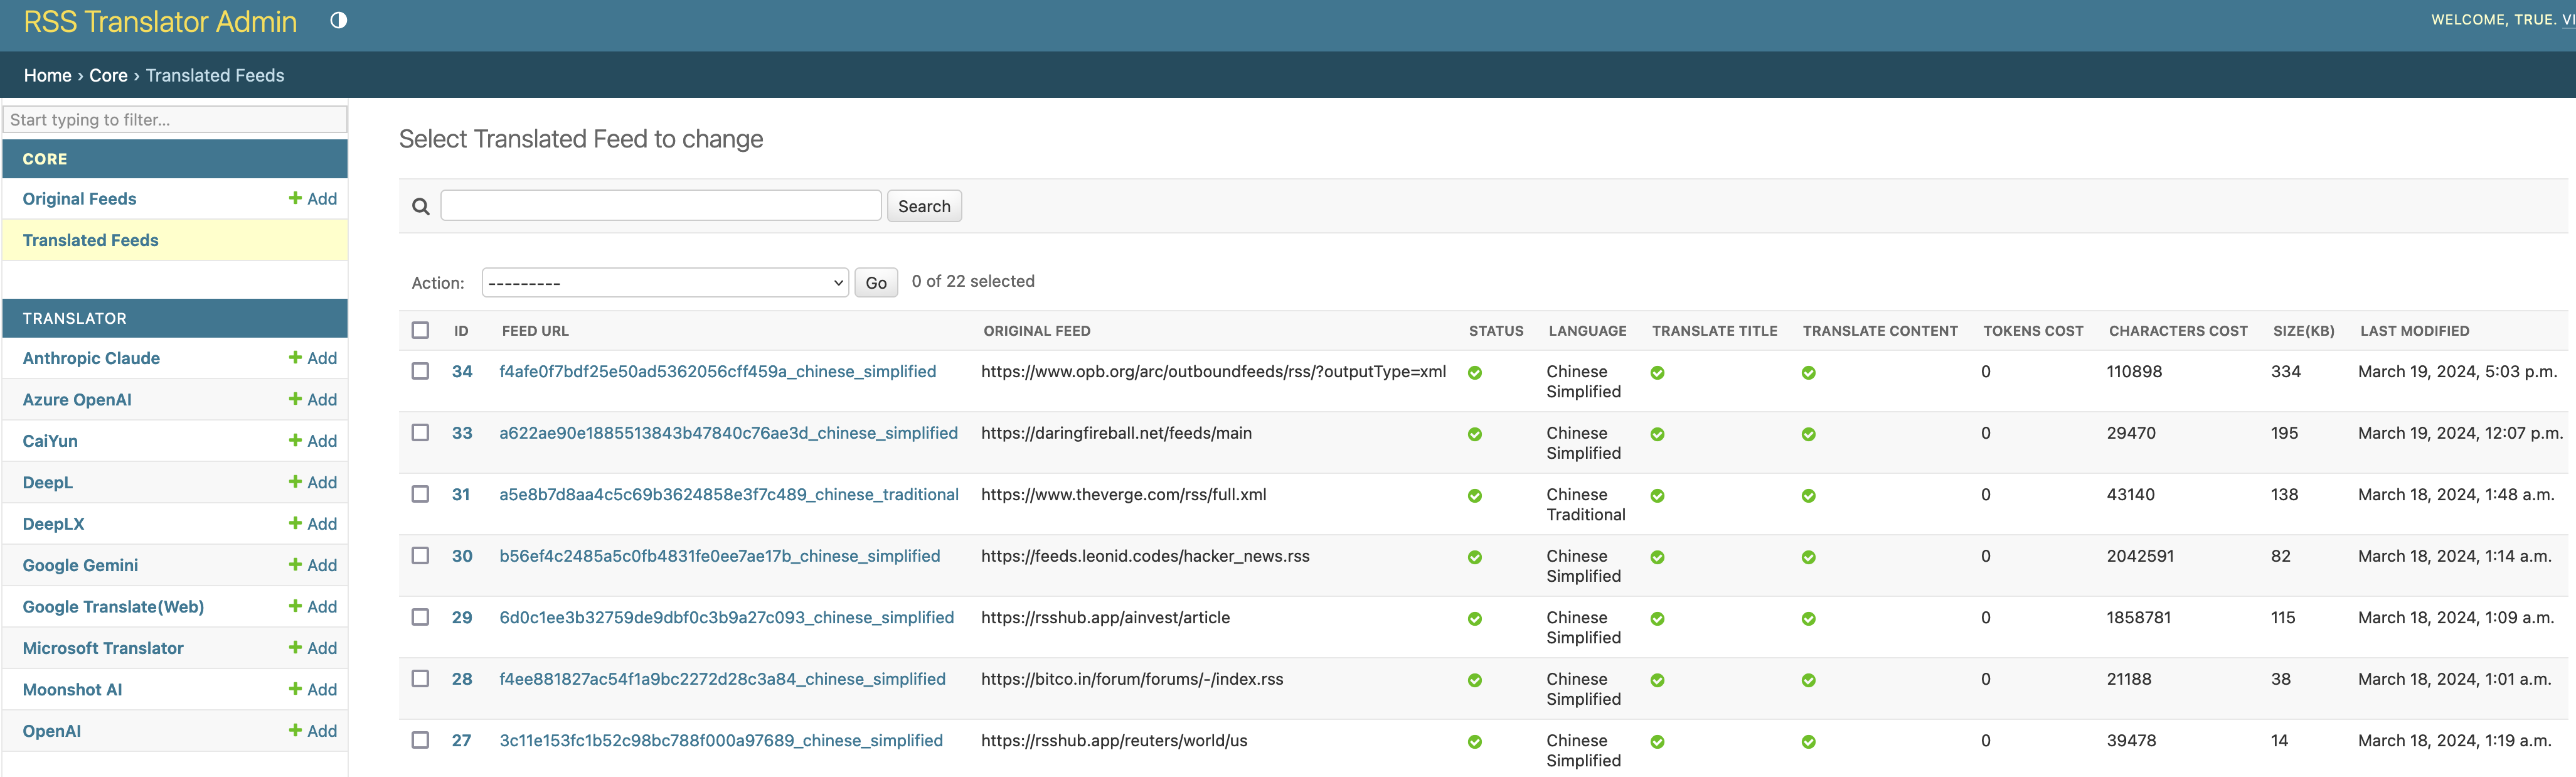 RSS Translator Admin
WELCOME, TRUE. VI
Home › Core › Translated Feeds
Start typing to filter...
CORE
Original Feeds + Add
Translated Feeds
TRANSLATOR
Anthropic Claude + Add
Azure OpenAI + Add
CaiYun + Add
DeepL + Add
DeepLX + Add
Google Gemini + Add
Google Translate(Web) + Add
Microsoft Translator + Add
Moonshot AI + Add
OpenAI + Add
Select Translated Feed to change
Search
Action: --------- Go 0 of 22 selected
ID FEED URL ORIGINAL FEED STATUS LANGUAGE TRANSLATE TITLE TRANSLATE CONTENT TOKENS COST CHARACTERS COST SIZE(KB) LAST MODIFIED
34 f4afe0f7bdf25e50ad5362056cff459a_chinese_simplified https://www.opb.org/arc/outboundfeeds/rss/?outputType=xml Chinese 0 110898 334 March 19, 2024, 5:03 p.m.
Simplified
33 a622ae90e1885513843b47840c76ae3d_chinese_simplified https://daringfireball.net/feeds/main Chinese 0 29470 195 March 19, 2024, 12:07 p.m.
Simplified
31 a5e8b7d8aa4c5c69b3624858e3f7c489_chinese_traditional https://www.theverge.com/rss/full.xml Chinese 0 43140 138 March 18, 2024, 1:48 a.m.
Traditional
30 b56ef4c2485a5c0fb4831fe0ee7ae17b_chinese_simplified https://feeds.leonid.codes/hacker_news.rss Chinese 0 2042591 82 March 18, 2024, 1:14 a.m.
Simplified
29 6d0c1ee3b32759de9dbf0c3b9a27c093_chinese_simplified https://rsshub.app/ainvest/article Chinese 0 1858781 115 March 18, 2024, 1:09 a.m.
Simplified
28 f4ee881827ac54f1a9bc2272d28c3a84_chinese_simplified https://bitco.in/forum/forums/-/index.rss Chinese 0 21188 38 March 18, 2024, 1:01 a.m.
Simplified
27 3c11e153fc1b52c98bc788f000a97689_chinese_simplified https://rsshub.app/reuters/world/us Chinese 0 39478 14 March 18, 2024, 1:19 a.m.
Simplified